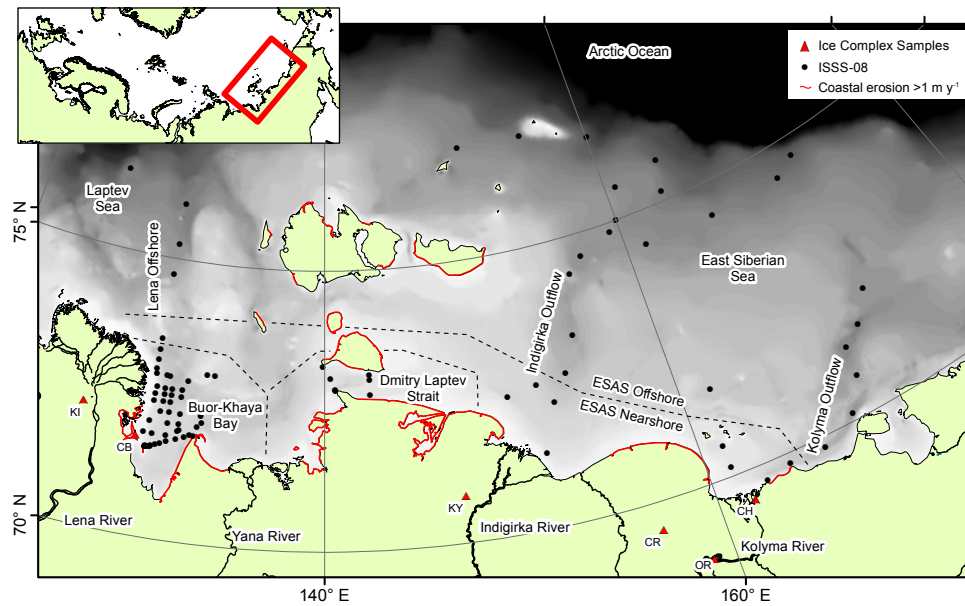 Arctic Ocean
Ice Complex Samples
ISSS-08
Coastal erosion >1 m y⁻¹
Laptev
Sea
75° N
Lena Offshore
East Siberian
Sea
Indigirka Outflow
Kolyma Outflow
ESAS Offshore
ESAS Nearshore
Dmitry Laptev
Strait
Buor-Khaya
Bay
KI
CB
KY
CH
CR
OR
Lena River
Yana River
Indigirka River
Kolyma River
70° N
140° E
160° E